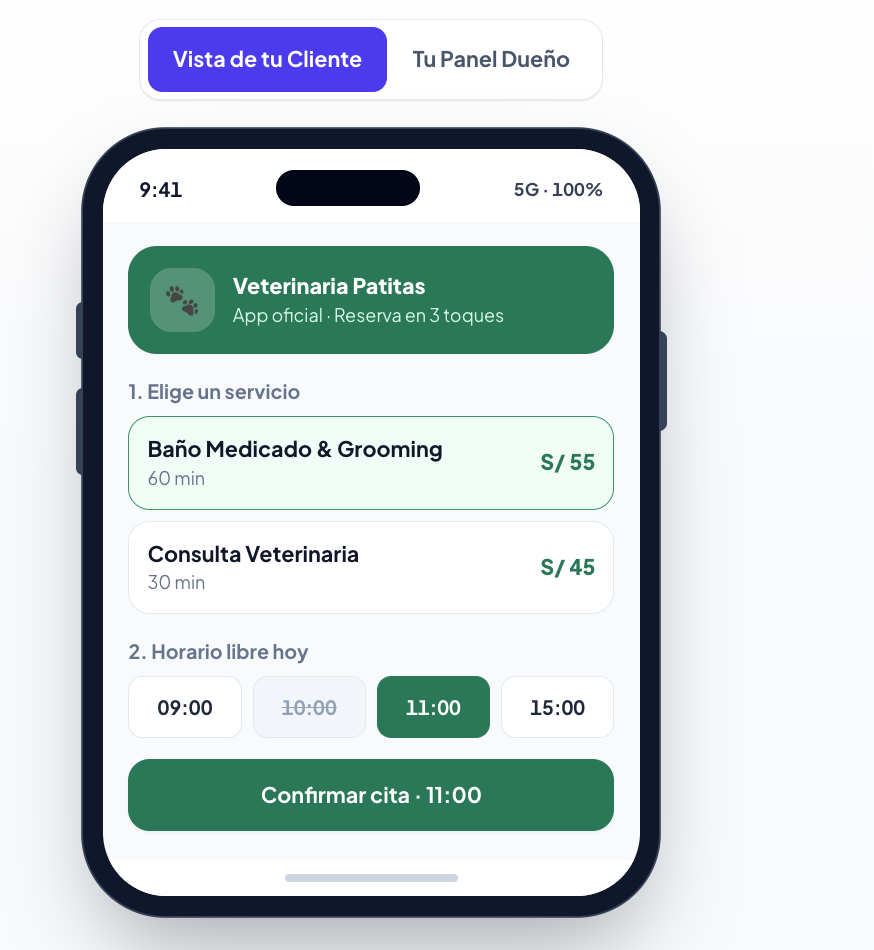 Vista de tu Cliente
Tu Panel Dueño
9:41
5G · 100%
Veterinaria Patitas
App oficial · Reserva en 3 toques
1. Elige un servicio
Baño Medicado & Grooming
60 min
S/ 55
Consulta Veterinaria
30 min
S/ 45
2. Horario libre hoy
09:00
10:00
11:00
15:00
Confirmar cita · 11:00